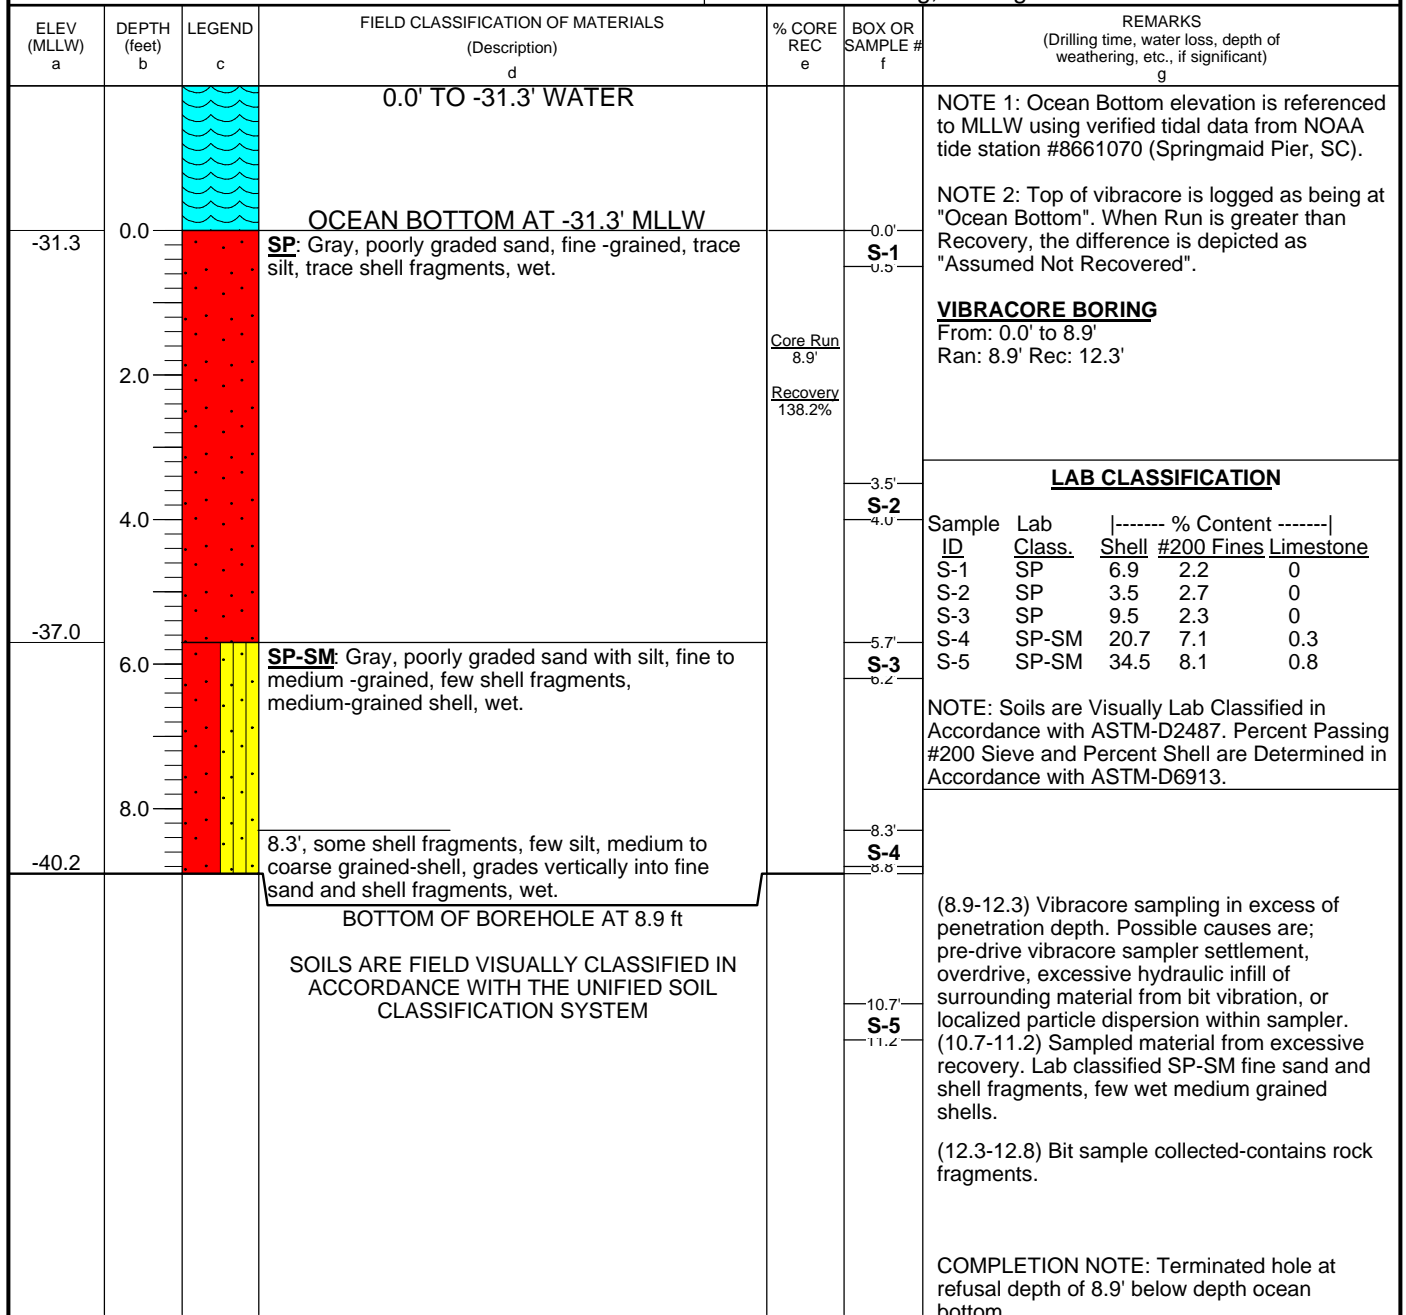 ELEV (MLLW) a
DEPTH (feet) b
LEGEND c
FIELD CLASSIFICATION OF MATERIALS
(Description)
d
% CORE REC e
BOX OR SAMPLE # f
REMARKS
(Drilling time, water loss, depth of
weathering, etc., if significant)
g
0.0' TO -31.3' WATER
OCEAN BOTTOM AT -31.3' MLLW
-31.3
0.0
SP: Gray, poorly graded sand, fine -grained, trace
silt, trace shell fragments, wet.
2.0
4.0
-37.0
6.0
SP-SM: Gray, poorly graded sand with silt, fine to
medium -grained, few shell fragments,
medium-grained shell, wet.
8.0
8.3', some shell fragments, few silt, medium to
coarse grained-shell, grades vertically into fine
sand and shell fragments, wet.
-40.2
BOTTOM OF BOREHOLE AT 8.9 ft
SOILS ARE FIELD VISUALLY CLASSIFIED IN
ACCORDANCE WITH THE UNIFIED SOIL
CLASSIFICATION SYSTEM
Core Run
8.9'
Recovery
138.2%
0.0'
S-1
0.5
3.5'
S-2
4.0
5.7'
S-3
6.2
8.3'
S-4
8.8
10.7'
S-5
11.2
NOTE 1: Ocean Bottom elevation is referenced
to MLLW using verified tidal data from NOAA
tide station #8661070 (Springmaid Pier, SC).
NOTE 2: Top of vibracore is logged as being at
"Ocean Bottom". When Run is greater than
Recovery, the difference is depicted as
"Assumed Not Recovered".
VIBRACORE BORING
From: 0.0' to 8.9'
Ran: 8.9' Rec: 12.3'
LAB CLASSIFICATION
Sample Lab |------- % Content -------|
ID Class. Shell #200 Fines Limestone
S-1 SP 6.9 2.2 0
S-2 SP 3.5 2.7 0
S-3 SP 9.5 2.3 0
S-4 SP-SM 20.7 7.1 0.3
S-5 SP-SM 34.5 8.1 0.8
NOTE: Soils are Visually Lab Classified in
Accordance with ASTM-D2487. Percent Passing
#200 Sieve and Percent Shell are Determined in
Accordance with ASTM-D6913.
(8.9-12.3) Vibracore sampling in excess of
penetration depth. Possible causes are;
pre-drive vibracore sampler settlement,
overdrive, excessive hydraulic infill of
surrounding material from bit vibration, or
localized particle dispersion within sampler.
(10.7-11.2) Sampled material from excessive
recovery. Lab classified SP-SM fine sand and
shell fragments, few wet medium grained
shells.
(12.3-12.8) Bit sample collected-contains rock
fragments.
COMPLETION NOTE: Terminated hole at
refusal depth of 8.9' below depth ocean
bottom